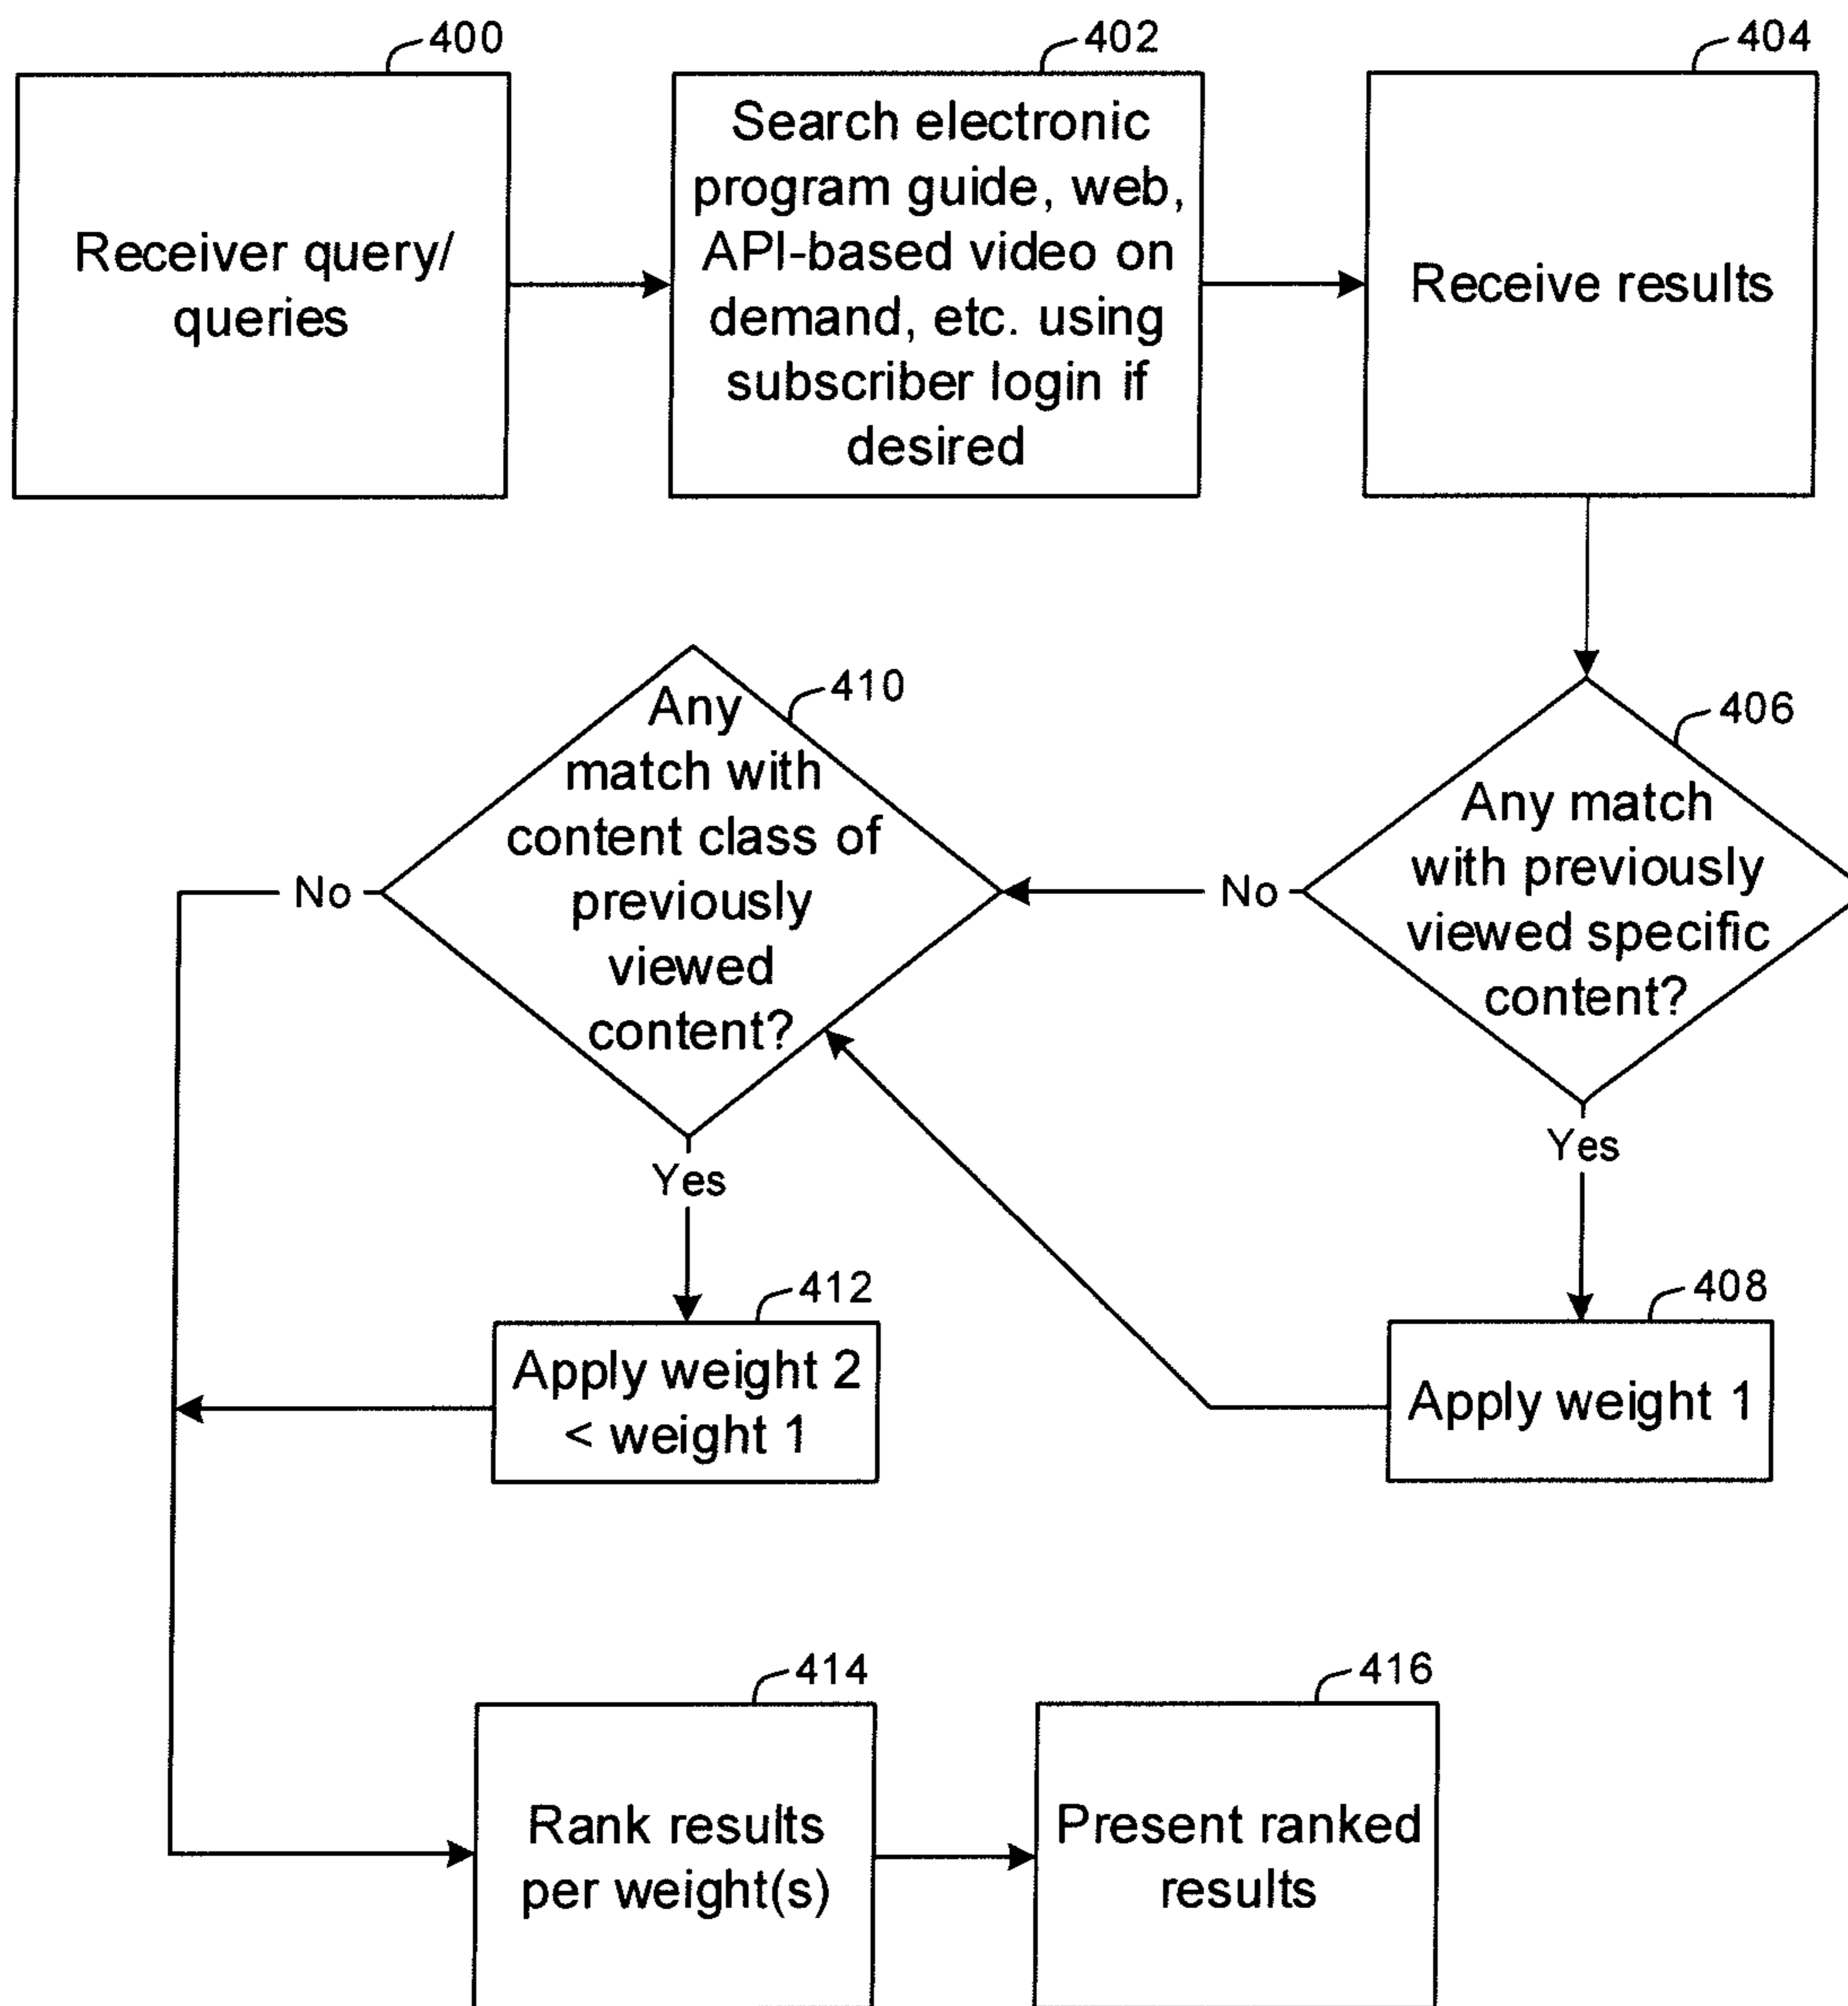 400
Receiver query/
queries
402
Search electronic
program guide, web,
API-based video on
demand, etc. using
subscriber login if
desired
404
Receive results
406
Any match
with previously
viewed specific
content?
No
Yes
408
Apply weight 1
410
Any
match with
content class of
previously
viewed
content?
No
Yes
412
Apply weight 2
< weight 1
414
Rank results
per weight(s)
416
Present ranked
results